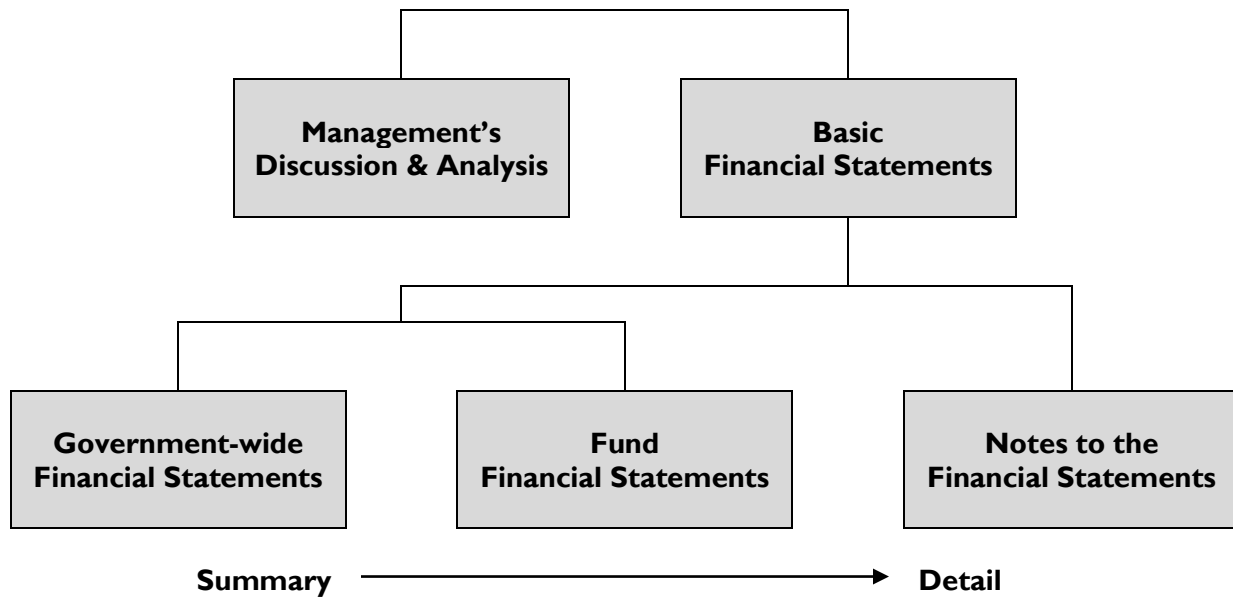 Management’s
Discussion & Analysis
Basic
Financial Statements
Government-wide
Financial Statements
Fund
Financial Statements
Notes to the
Financial Statements
Summary
Detail